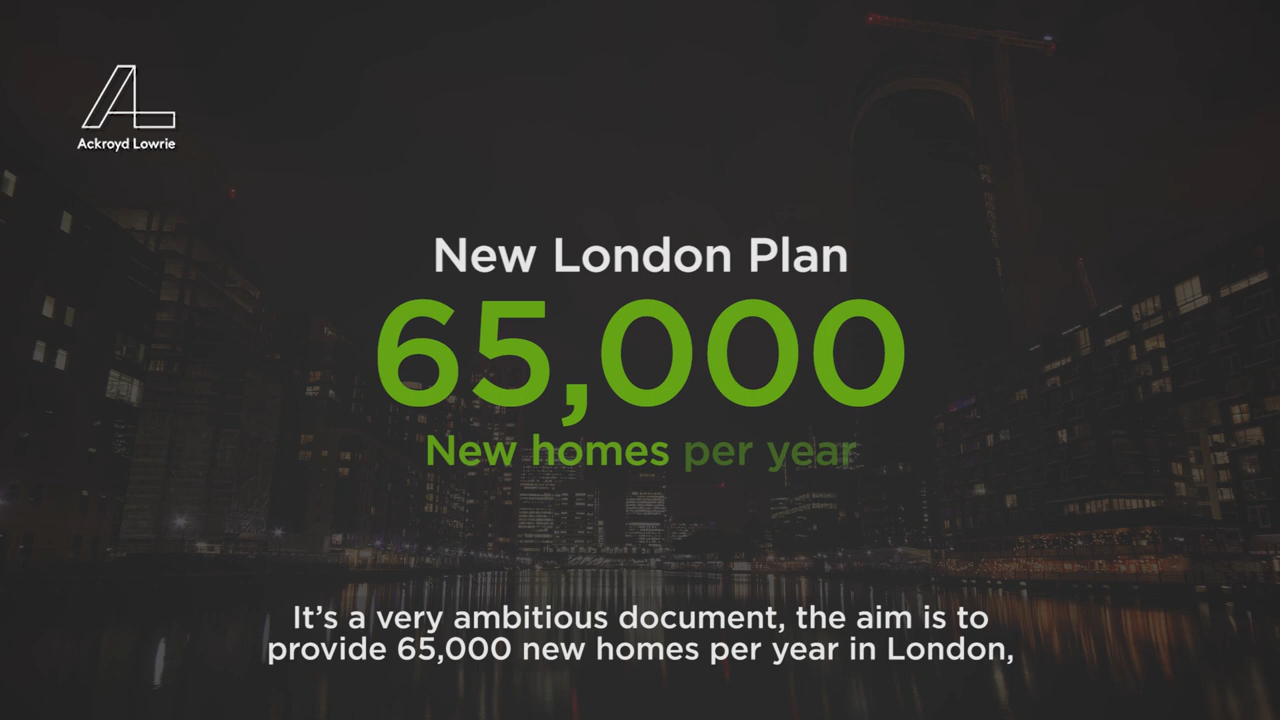 Ackroyd Lowrie
New London Plan
65,000
New homes per year
It’s a very ambitious document, the aim is to
provide 65,000 new homes per year in London,